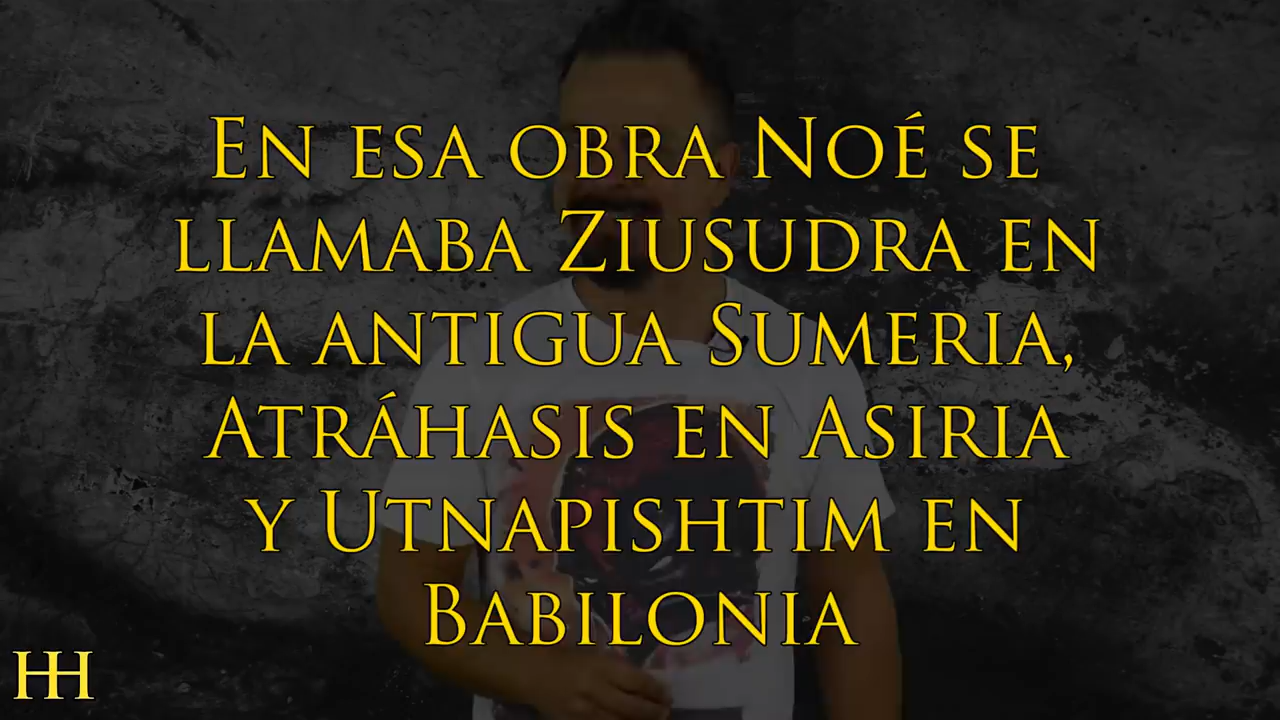 En esa obra Noé se
llamaba Ziusudra en
la antigua Sumeria,
Atráhasis en Asiria
y Utnapishtim en
Babilonia
HH